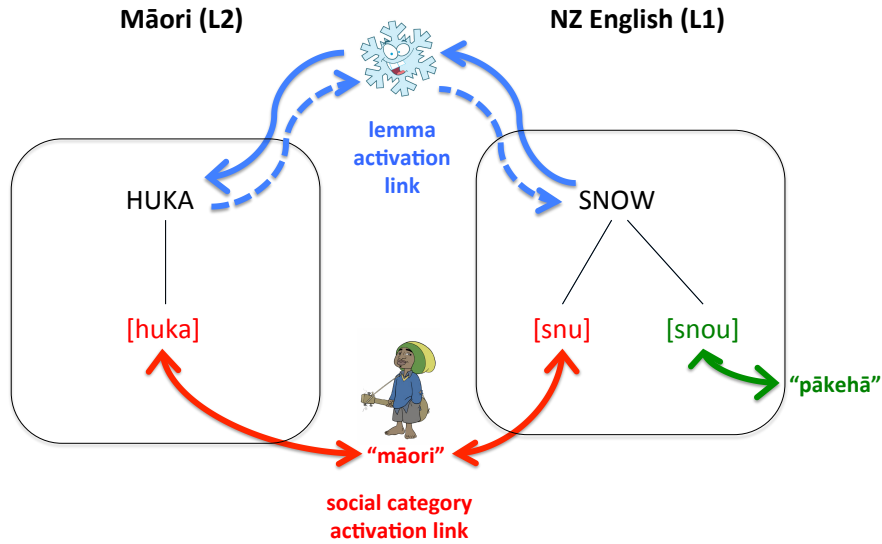 Māori (L2)
NZ English (L1)
lemma
activation
link
HUKA
SNOW
[huka]
[snu]
[snou]
“pākehā”
“māori”
social category
activation link